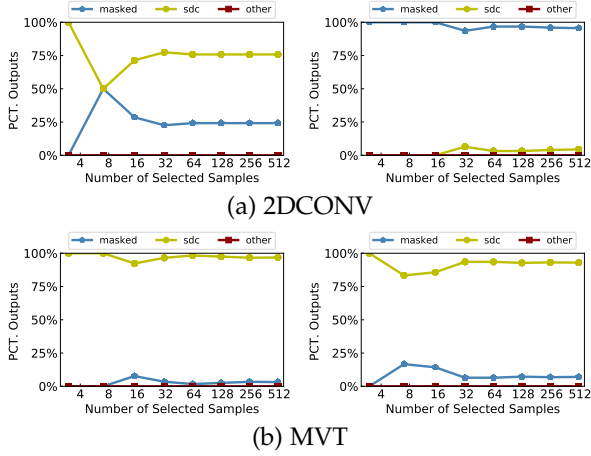 masked sdc other
masked sdc other
100%
75%
50%
25%
0%
PCT. Outputs
4 8 16 32 64 128 256 512
Number of Selected Samples
100%
75%
50%
25%
0%
PCT. Outputs
4 8 16 32 64 128 256 512
Number of Selected Samples
(a) 2DCONV
masked sdc other
masked sdc other
100%
75%
50%
25%
0%
PCT. Outputs
4 8 16 32 64 128 256 512
Number of Selected Samples
100%
75%
50%
25%
0%
PCT. Outputs
4 8 16 32 64 128 256 512
Number of Selected Samples
(b) MVT